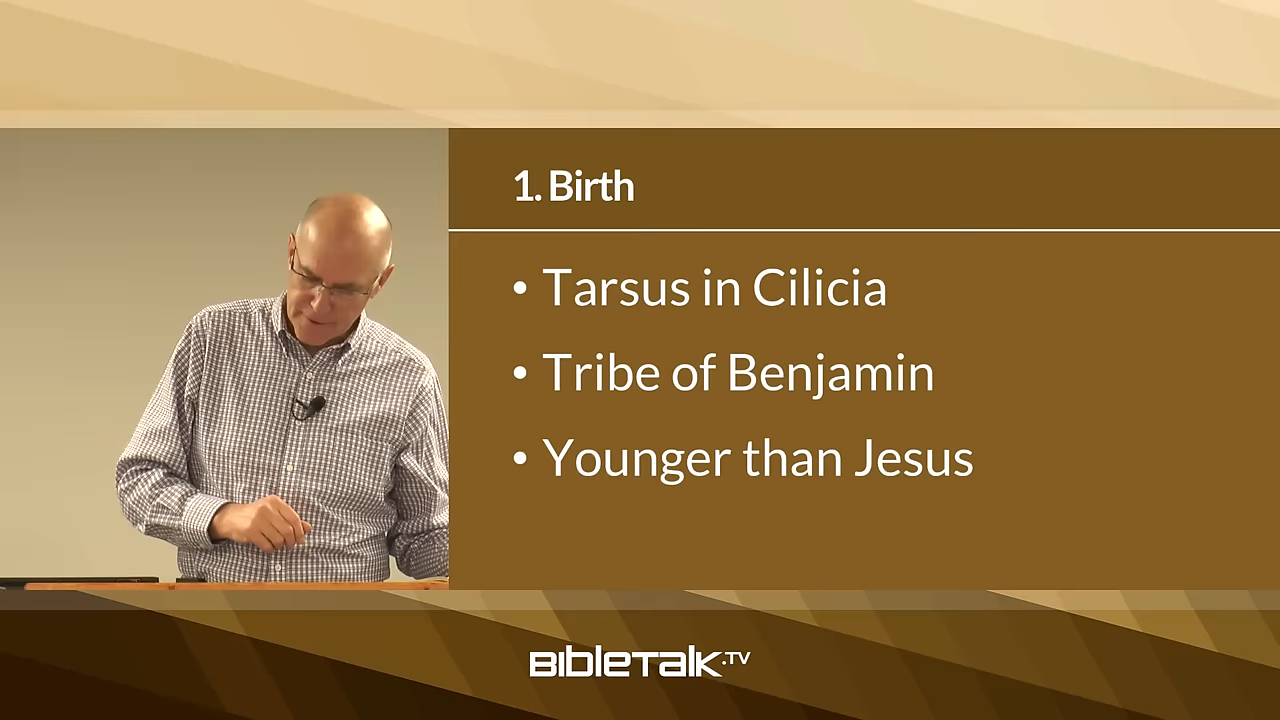 1. Birth
• Tarsus in Cilicia
• Tribe of Benjamin
• Younger than Jesus
BibleTalk.TV